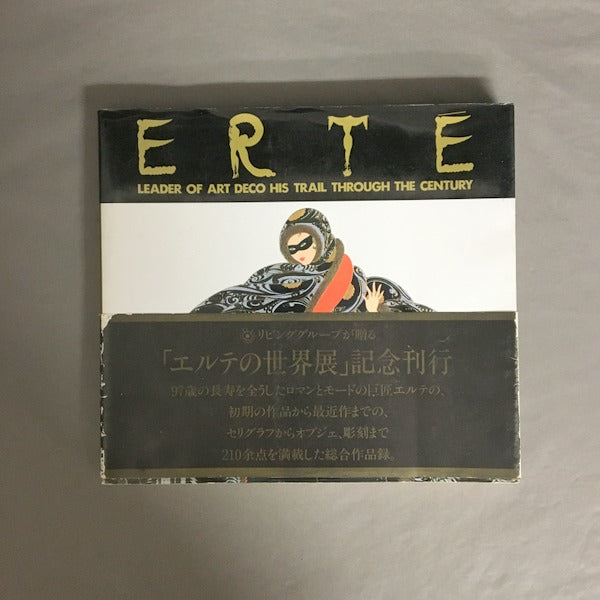 ERTE
LEADER OF ART DECO HIS TRAIL THROUGH THE CENTURY
リビンググループが贈る
「エルテの世界展」記念刊行
97歳の長寿を全うしたロマンとモードの巨匠エルテの、
初期の作品から最近作までの、
セリグラフからオブジェ、彫刻まで
210余点を満載した総合作品録。